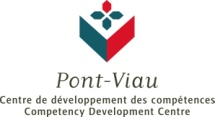 Pont-Viau
Centre de développement des compétences
Competency Development Centre